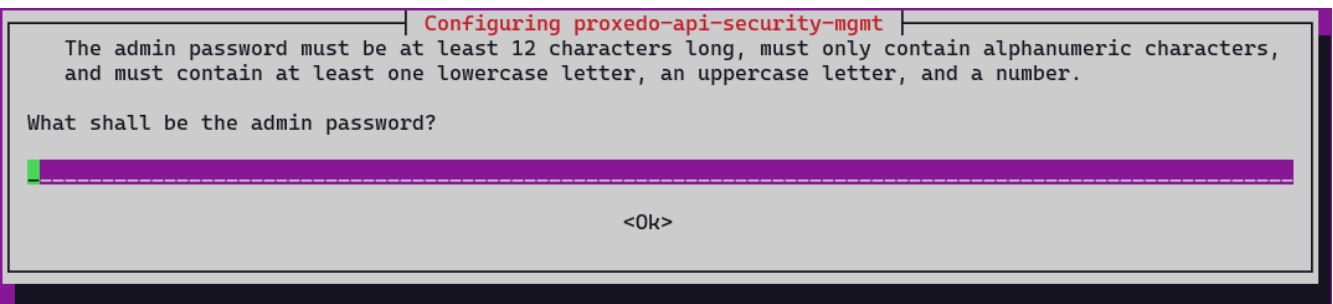 Configuring proxedo-api-security-mgmt
The admin password must be at least 12 characters long, must only contain alphanumeric characters,
and must contain at least one lowercase letter, an uppercase letter, and a number.
What shall be the admin password?
<Ok>